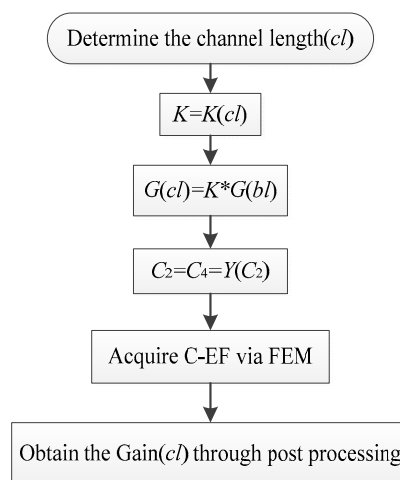 Determine the channel length(cl)
K=K(cl)
G(cl)=K*G(bl)
C₂=C₄=Y(C₂)
Acquire C-EF via FEM
Obtain the Gain(cl) through post processing